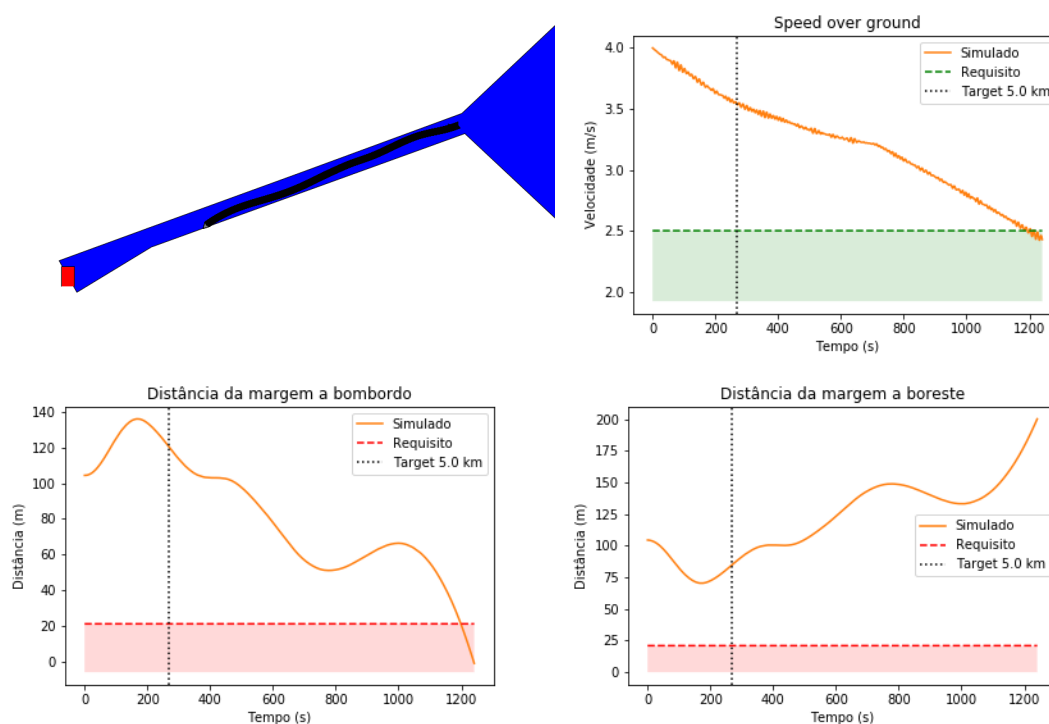 Speed over ground
Velocidade (m/s)
4.0
3.5
3.0
2.5
2.0
Simulado
Requisito
Target 5.0 km
0
200
400
600
800
1000
1200
Tempo (s)
Distância da margem a bombordo
Distância (m)
140
120
100
80
60
40
20
0
Simulado
Requisito
Target 5.0 km
0
200
400
600
800
1000
1200
Tempo (s)
Distância da margem a boreste
Distância (m)
200
175
150
125
100
75
50
25
0
Simulado
Requisito
Target 5.0 km
0
200
400
600
800
1000
1200
Tempo (s)